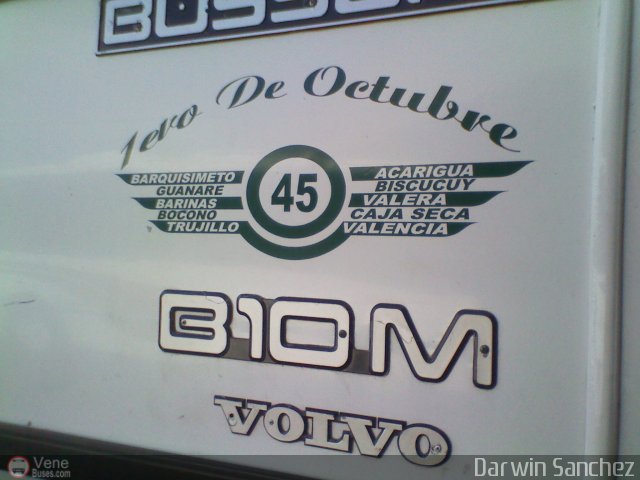 1ero De Octubre
BARQUISIMETO ACARIGUA
GUANARE BISCUCUY
BARINAS 45 VALERA
BOCONO CAJA SECA
TRUJILLO VALENCIA
B10M
VOLVO
Vene
Buses.com
Darwin Sanchez